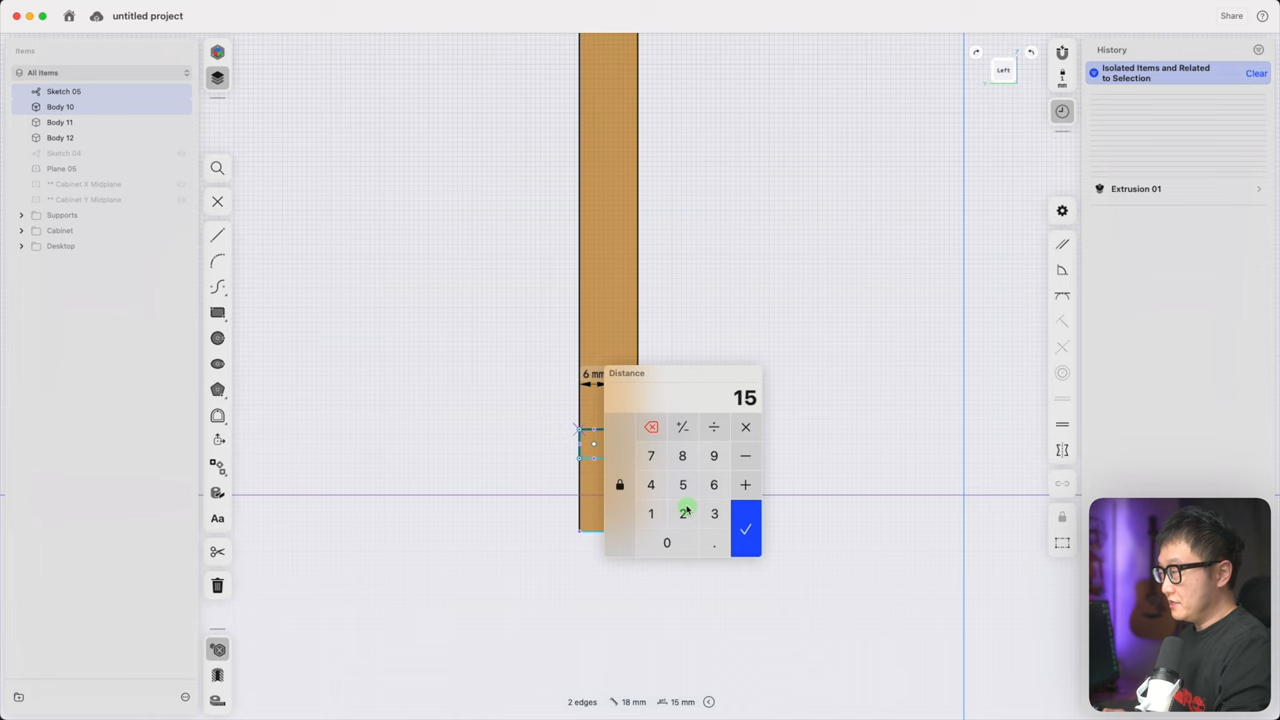 untitled project
Share
Items
All Items
Sketch 05
Body 10
Body 11
Body 12
Sketch 04
Plane 05
** Cabinet X Midplane
** Cabinet Y Midplane
Supports
Cabinet
Desktop
Aa
6 mm
Distance
15
7 8 9
4 5 6
1 2 3
0 .
2 edges 18 mm 15 mm
Left
1
mm
History
Isolated Items and Related
to Selection
Clear
Extrusion 01